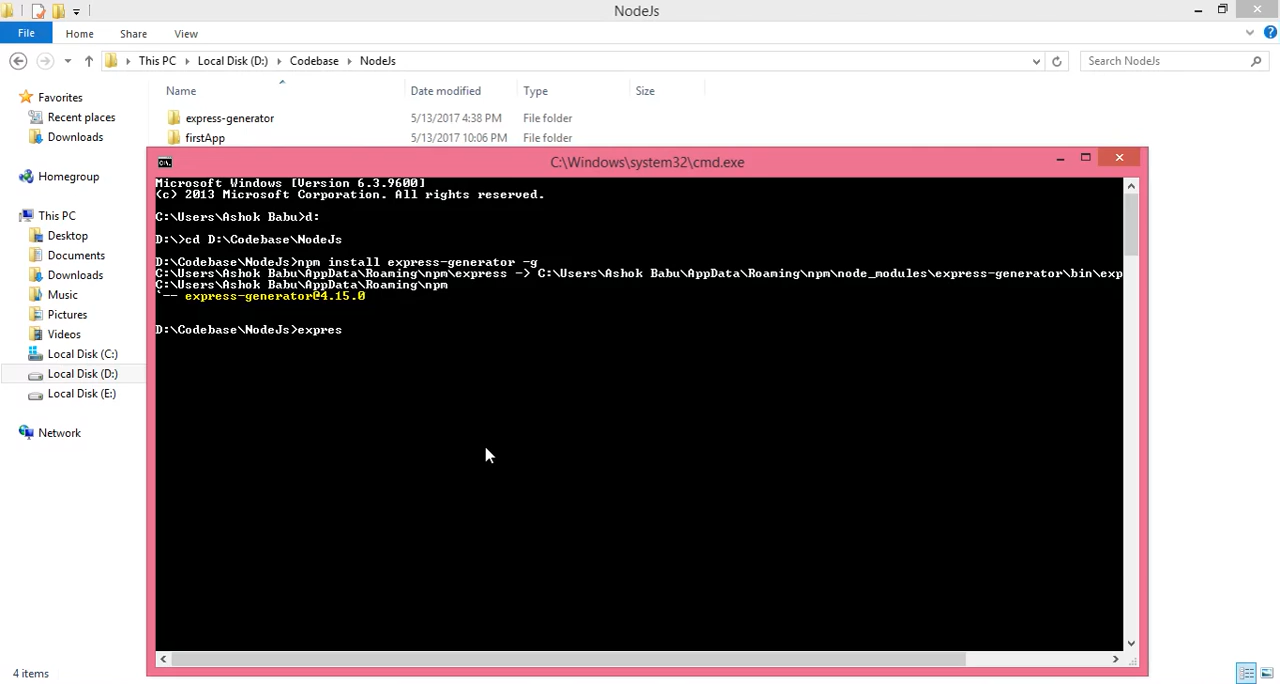 NodeJs
File Home Share View
This PC Local Disk (D:) Codebase NodeJs Search NodeJs
Name Date modified Type Size
Favorites
Recent places
Downloads
Homegroup
This PC
Desktop
Documents
Downloads
Music
Pictures
Videos
Local Disk (C:)
Local Disk (D:)
Local Disk (E:)
Network
express-generator 5/13/2017 4:38 PM File folder
firstApp 5/13/2017 10:06 PM File folder
C:\Windows\system32\cmd.exe
Microsoft Windows [Version 6.3.9600]
(c) 2013 Microsoft Corporation. All rights reserved.
C:\Users\Ashok Babu>d:
D:\>cd D:\Codebase\NodeJs
D:\Codebase\NodeJs>npm install express-generator -g
C:\Users\Ashok Babu\AppData\Roaming\npm\express -> C:\Users\Ashok Babu\AppData\Roaming\npm\node_modules\express-generator\bin\exp
C:\Users\Ashok Babu\AppData\Roaming\npm
`-- express-generator@4.15.0
D:\Codebase\NodeJs>expres
4 items